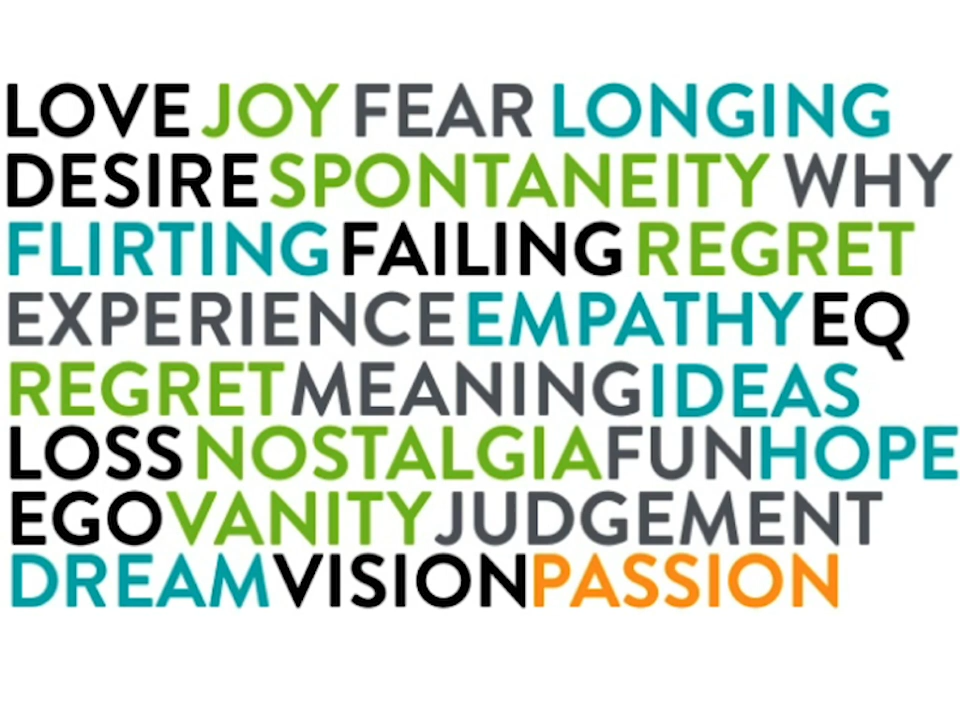 LOVE JOY FEAR LONGING
DESIRE SPONTANEITY WHY
FLIRTING FAILING REGRET
EXPERIENCE EMPATHY EQ
REGRET MEANING IDEAS
LOSS NOSTALGIA FUN HOPE
EGO VANITY JUDGEMENT
DREAM VISION PASSION